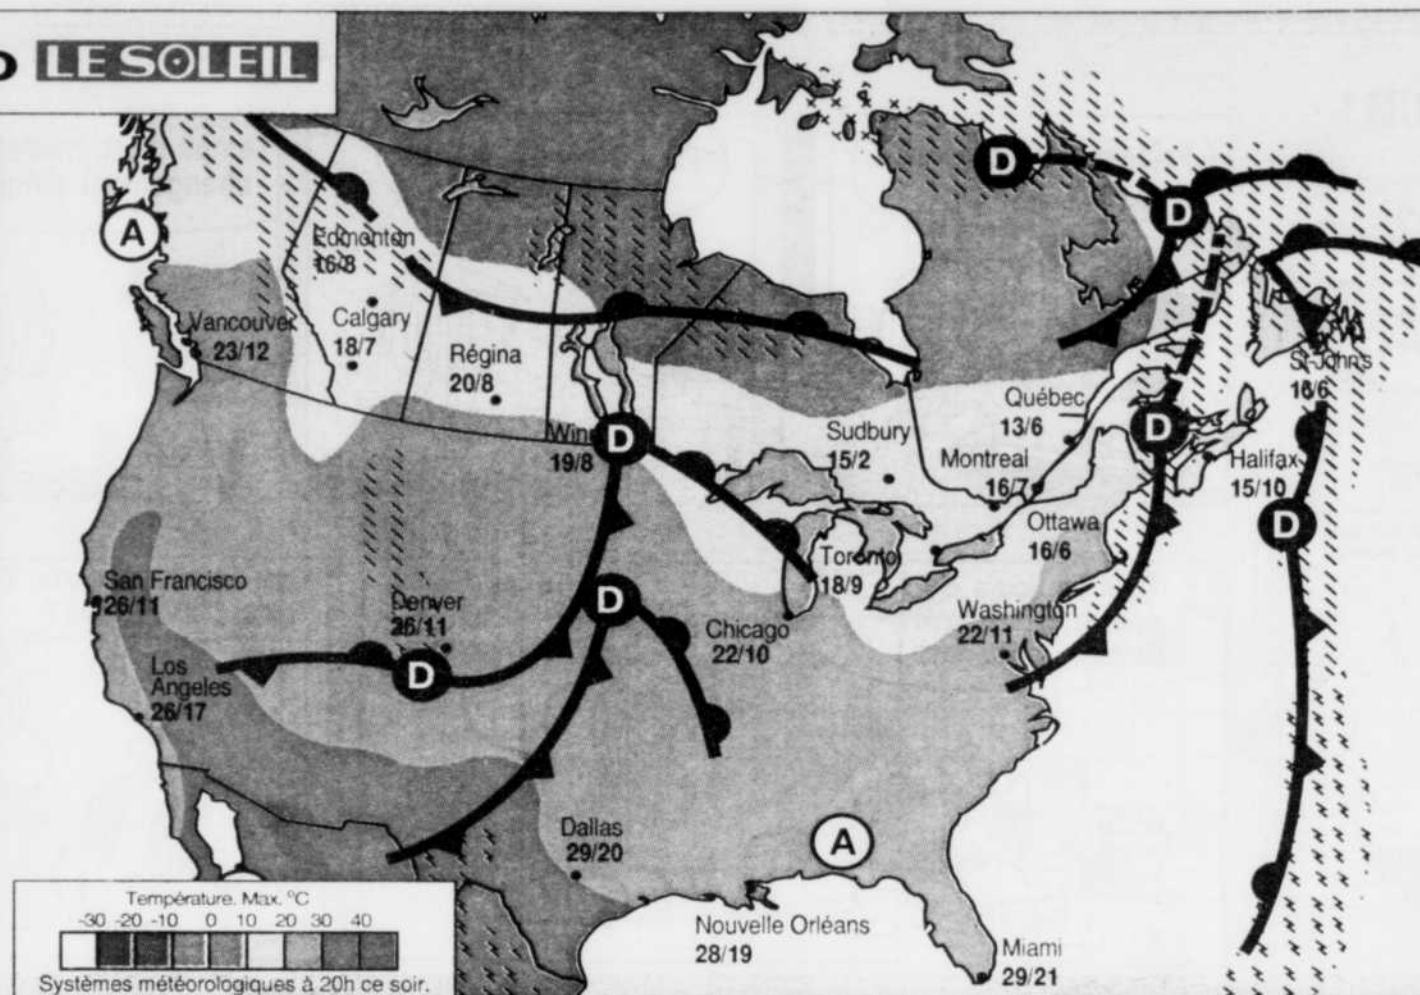 LE SOLEIL
D
D
A
Edmonton
16/8
Vancouver
23/12
Calgary
18/7
Régina
20/8
St-John's
16/6
Québec
13/6
D
D
Sudbury
15/2
19/8
Montreal
16/7
Halifax
15/10
D
Ottawa
16/6
Toronto
18/9
San Francisco
26/11
Denver
26/11
D
Washington
22/11
Chicago
22/10
Los
Angeles
26/17
D
Dallas
29/20
A
Température. Max. °C
-30 -20 -10 0 10 20 30 40
Systèmes météorologiques à 20h ce soir.
Nouvelle Orléans
28/19
Miami
29/21